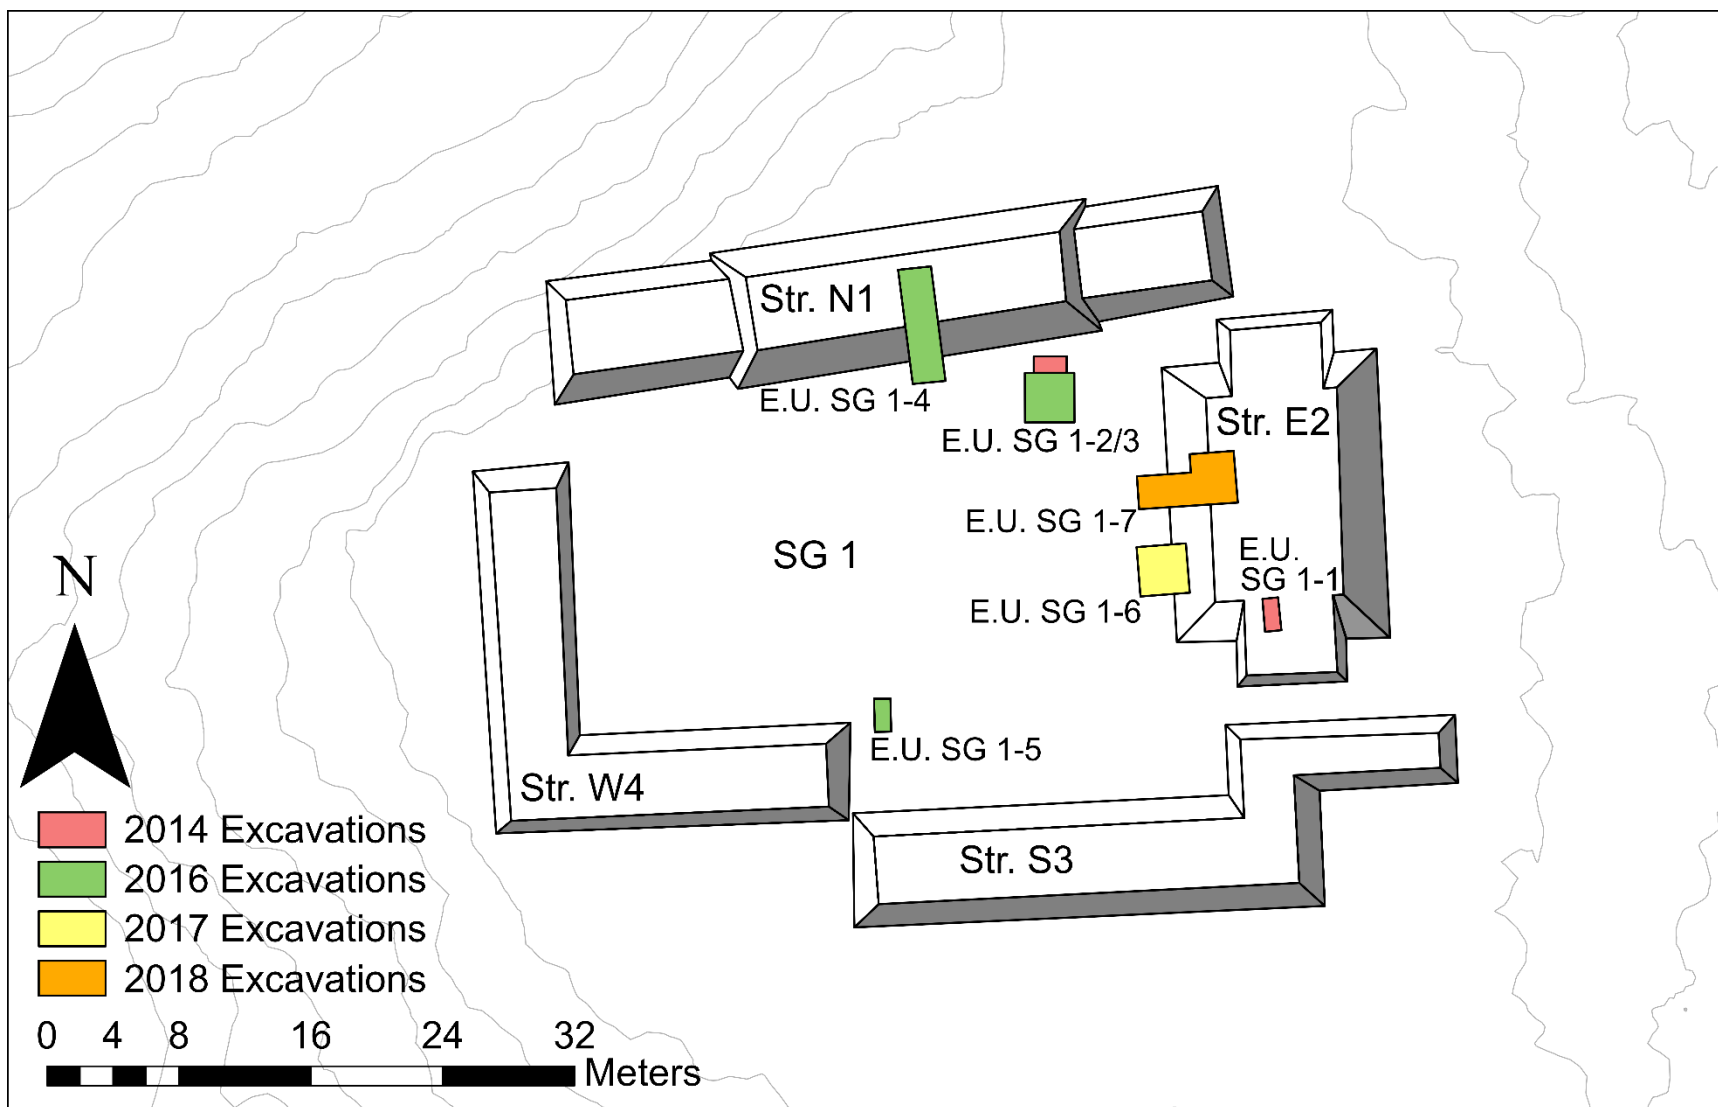 Str. N1
E.U. SG 1-4
E.U. SG 1-2/3
Str. E2
E.U. SG 1-7
SG 1
E.U.
SG 1-1
E.U. SG 1-6
E.U. SG 1-5
Str. W4
Str. S3
N
2014 Excavations
2016 Excavations
2017 Excavations
2018 Excavations
0 4 8 16 24 32
Meters